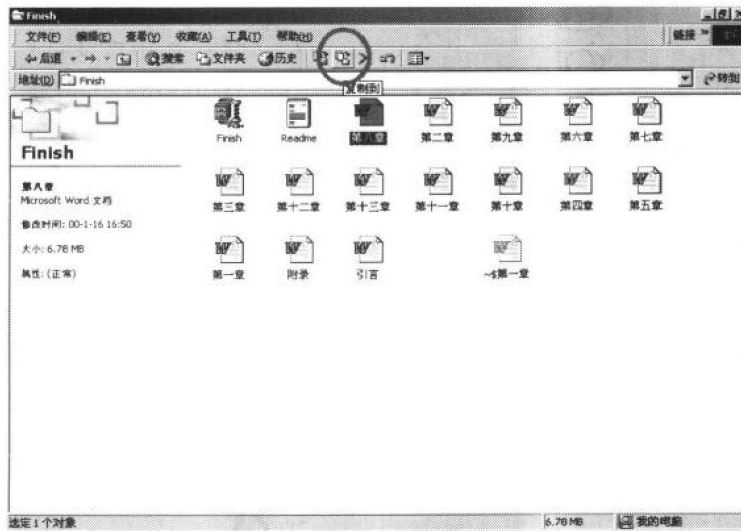 Finish
文件(F) 编辑(E) 查看(V) 收藏(A) 工具(T) 帮助(H) 链接 »
后退 搜索 文件夹 历史
地址(D) Finish 转到
复制到
Finish
第八章
Microsoft Word 文档
修改时间: 00-1-16 16:50
大小: 6.78 MB
属性: (正常)
Finish Readme 第八章 第二章 第九章 第六章 第七章
第三章 第十二章 第十三章 第十一章 第十章 第四章 第五章
第一章 附录 引言 ~$第一章
选定 1 个对象 6.78 MB 我的电脑